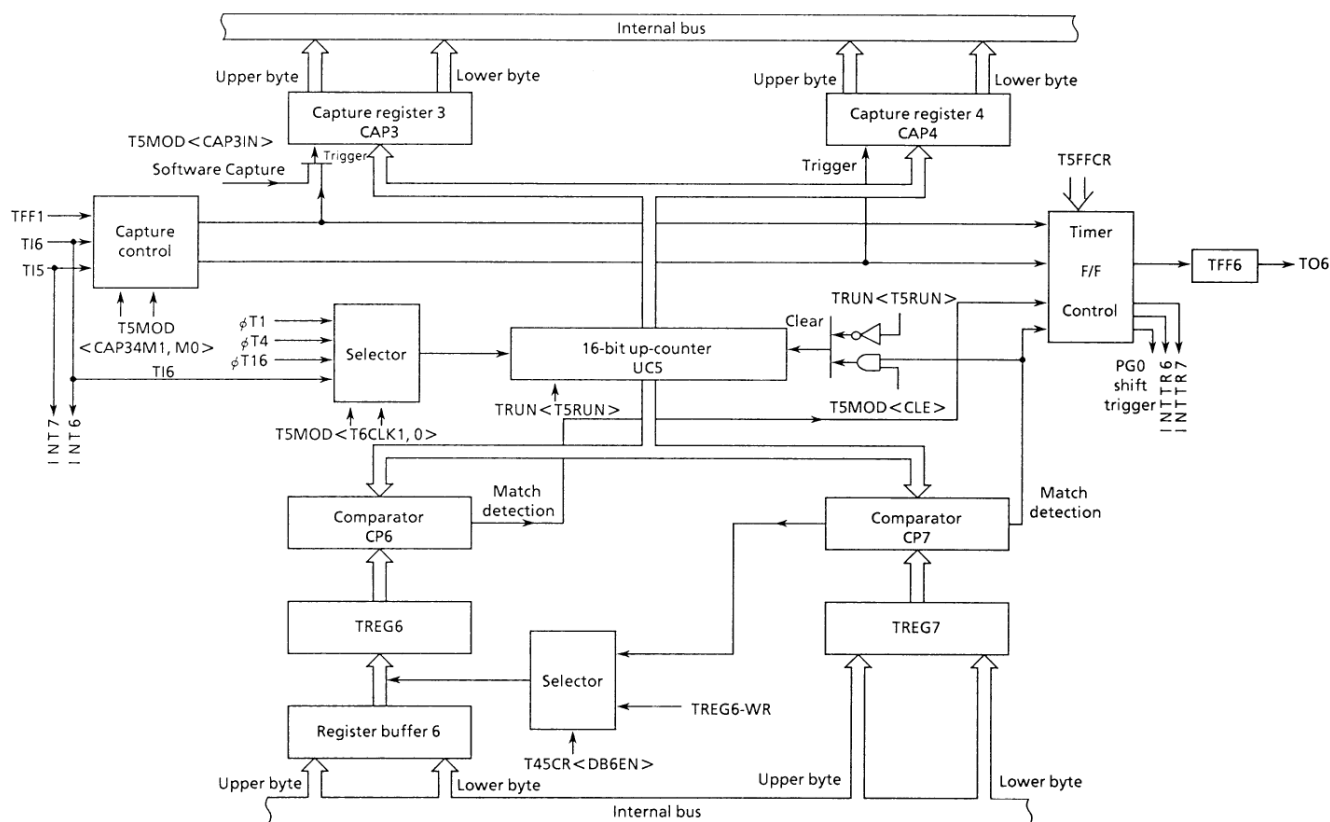 Internal bus
Upper byte
Lower byte
Upper byte
Lower byte
Capture register 3
CAP3
Capture register 4
CAP4
T5MOD<CAP3IN>
Trigger
Software Capture
Trigger
T5FFCR
TFF1
TI6
TI5
Capture
control
Timer
F/F
Control
TFF6
TO6
T5MOD
<CAP34M1, M0>
φT1
φT4
φT16
TI6
Selector
16-bit up-counter
UC5
Clear
TRUN<T5RUN>
TRUN<T5RUN>
T5MOD<CLE>
PG0
shift
trigger
INTTR6
INTTR7
INT7
INT6
T5MOD<T6CLK1, 0>
Match
detection
Match
detection
Comparator
CP6
Comparator
CP7
TREG6
TREG7
Selector
TREG6-WR
Register buffer 6
T45CR<DB6EN>
Upper byte
Lower byte
Upper byte
Lower byte
Internal bus